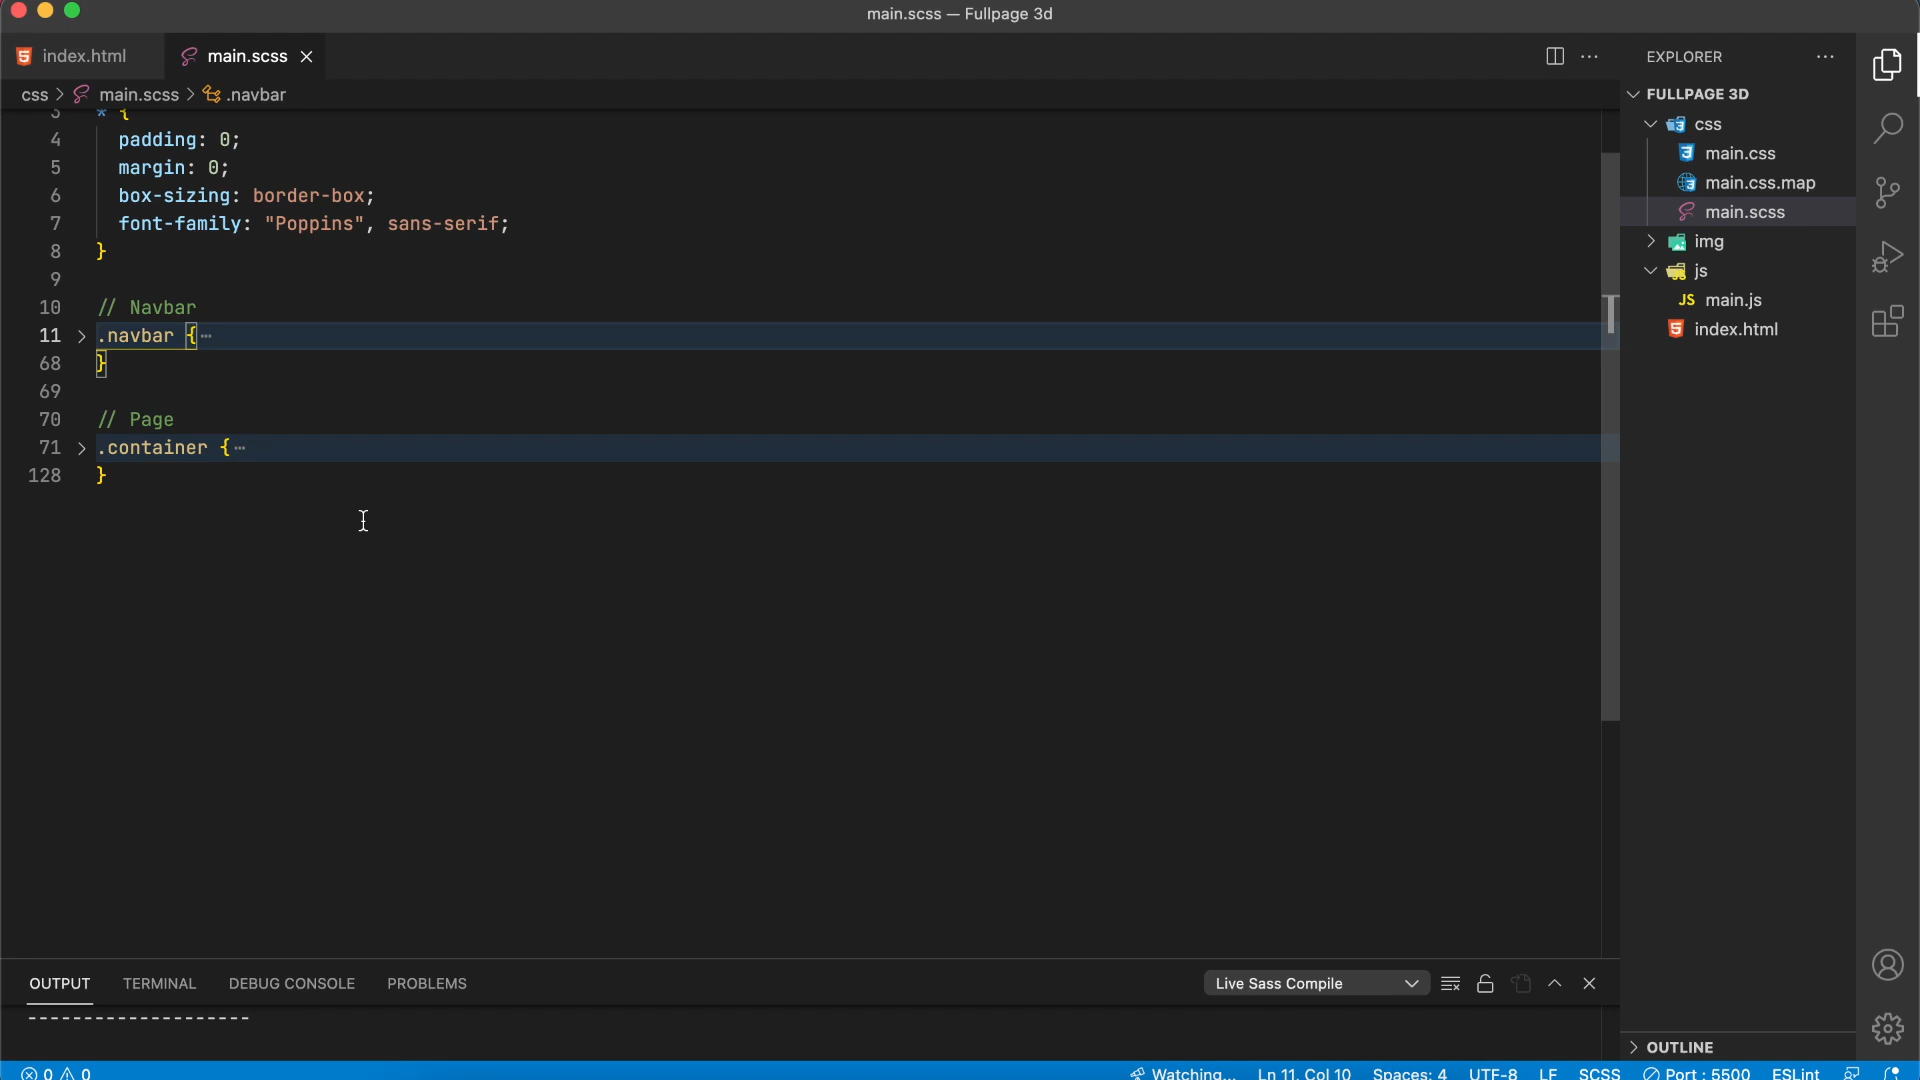 main.scss — Fullpage 3d
index.html
main.scss
css > main.scss > .navbar
3 * {
4 padding: 0;
5 margin: 0;
6 box-sizing: border-box;
7 font-family: "Poppins", sans-serif;
8 }
9
10 // Navbar
11 .navbar {⋯
68 }
69
70 // Page
71 .container {⋯
128 }
EXPLORER
FULLPAGE 3D
css
main.css
main.css.map
main.scss
img
js
JS main.js
index.html
OUTLINE
OUTPUT TERMINAL DEBUG CONSOLE PROBLEMS
Live Sass Compile
--------------------
0 0
Watching... Ln 11, Col 10 Spaces: 4 UTF-8 LF SCSS Port : 5500 ESLint